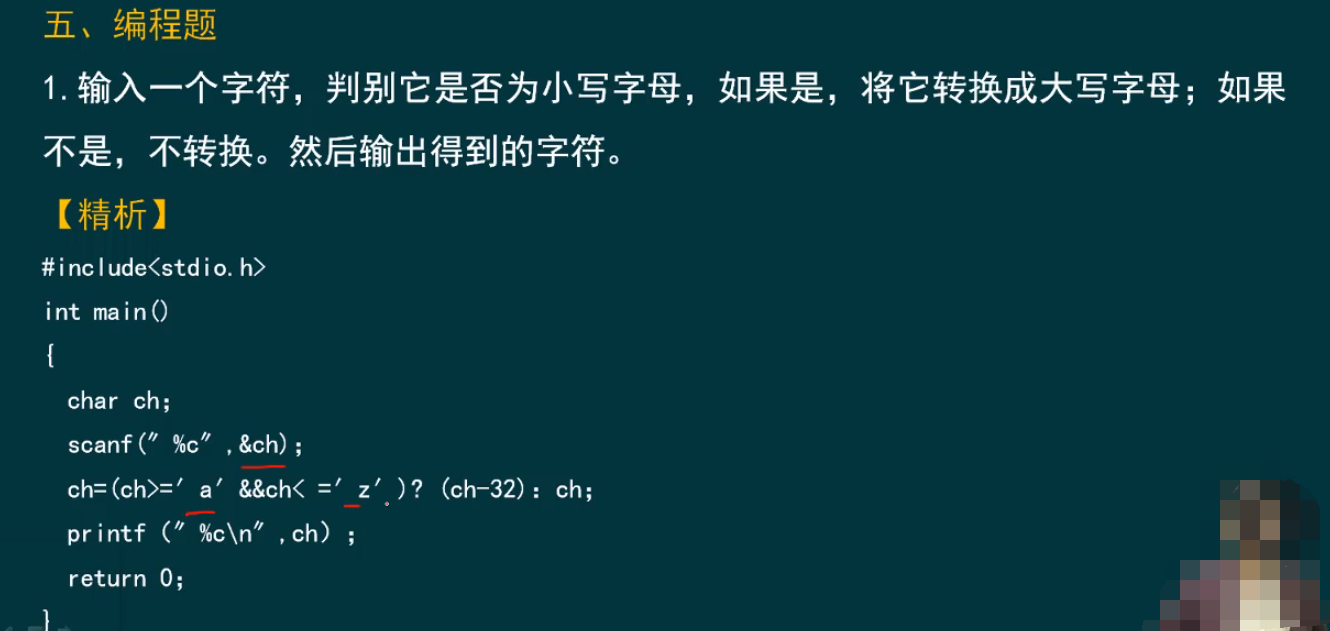 五、编程题
1.输入一个字符，判别它是否为小写字母，如果是，将它转换成大写字母；如果
不是，不转换。然后输出得到的字符。
【精析】
#include<stdio.h>
int main()
{
char ch;
scanf(″ %c″ ,&ch);
ch=(ch>=′ a′ &&ch< =′ z′ )? (ch-32): ch;
printf (″ %c\n″ ,ch) ;
return 0;
}